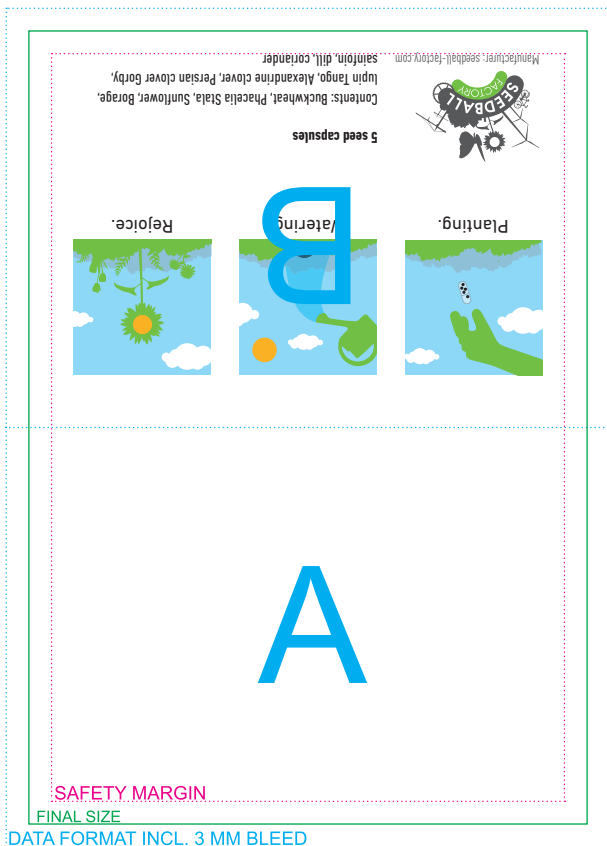 Planting.
Watering.
Rejoice.
B
SEEDBALL
FACTORY
Manufacturer: seedball-factory.com
5 seed capsules
Contents: Buckwheat, Phacelia Stala, Sunflower, Borage,
lupin Tango, Alexandrine clover, Persian clover Gorby,
sainfoin, dill, coriander
A
SAFETY MARGIN
FINAL SIZE
DATA FORMAT INCL. 3 MM BLEED